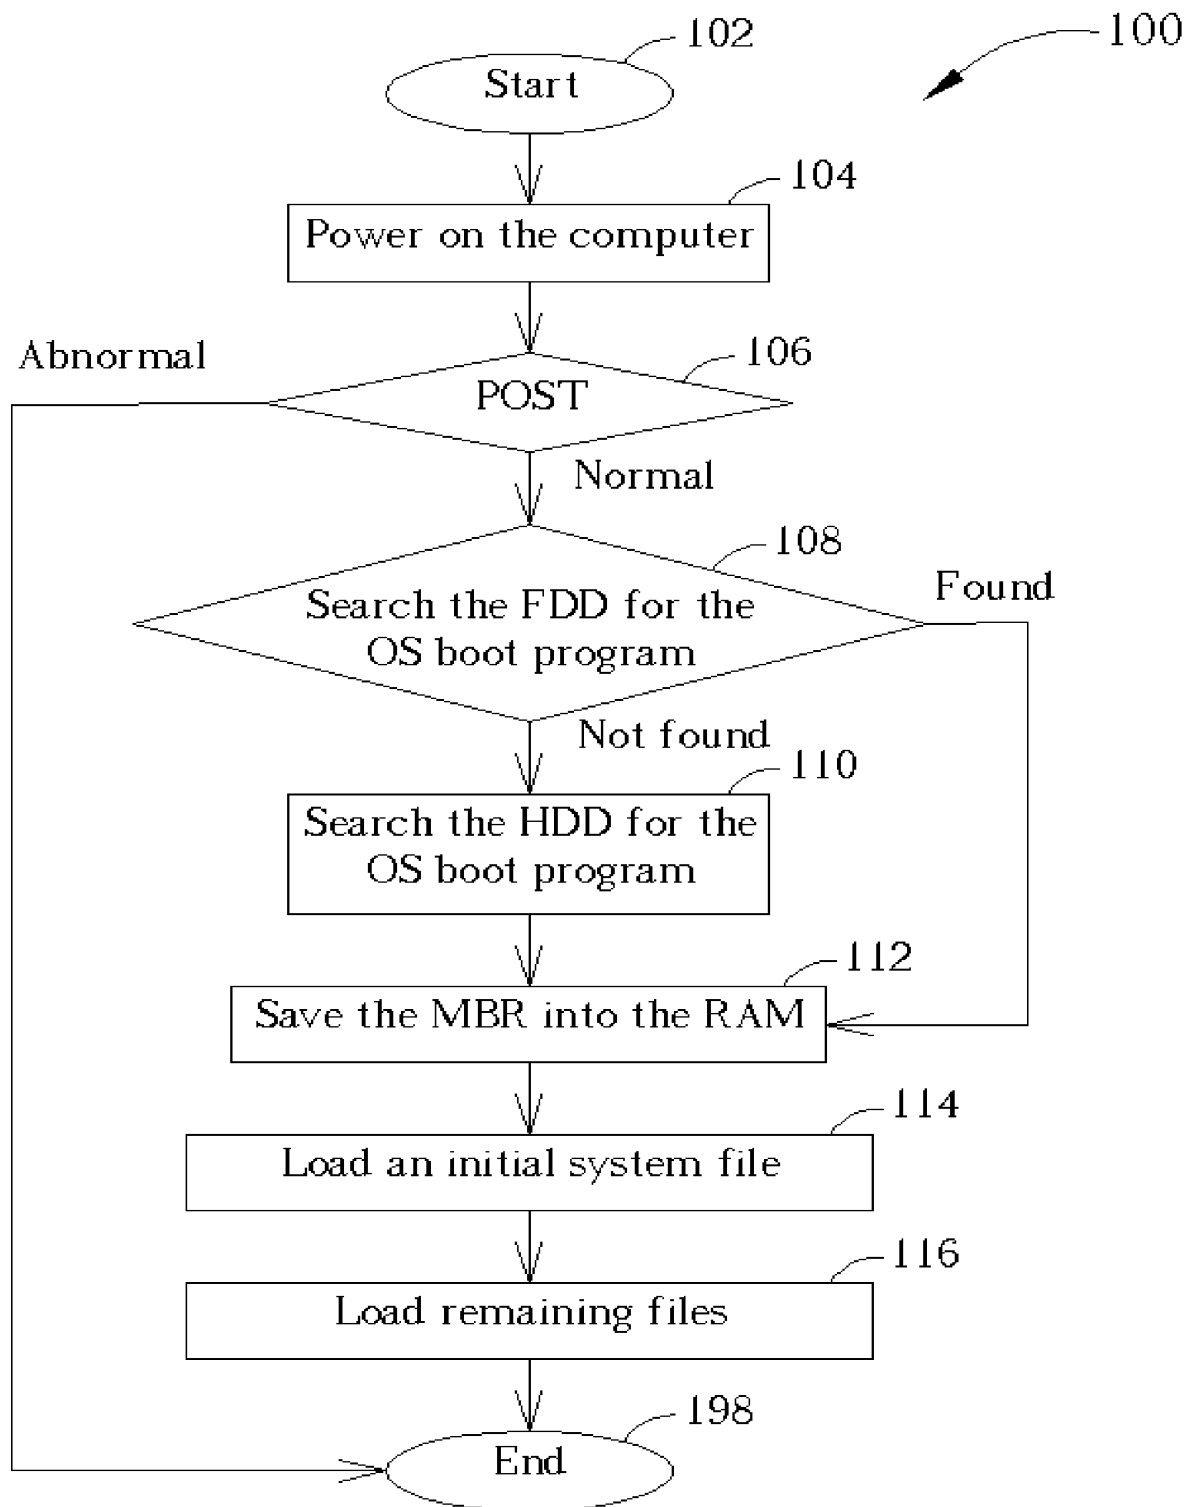 102
100
Start
104
Power on the computer
Abnormal
106
POST
Normal
108
Found
Search the FDD for the
OS boot program
Not found
110
Search the HDD for the
OS boot program
112
Save the MBR into the RAM
114
Load an initial system file
116
Load remaining files
198
End